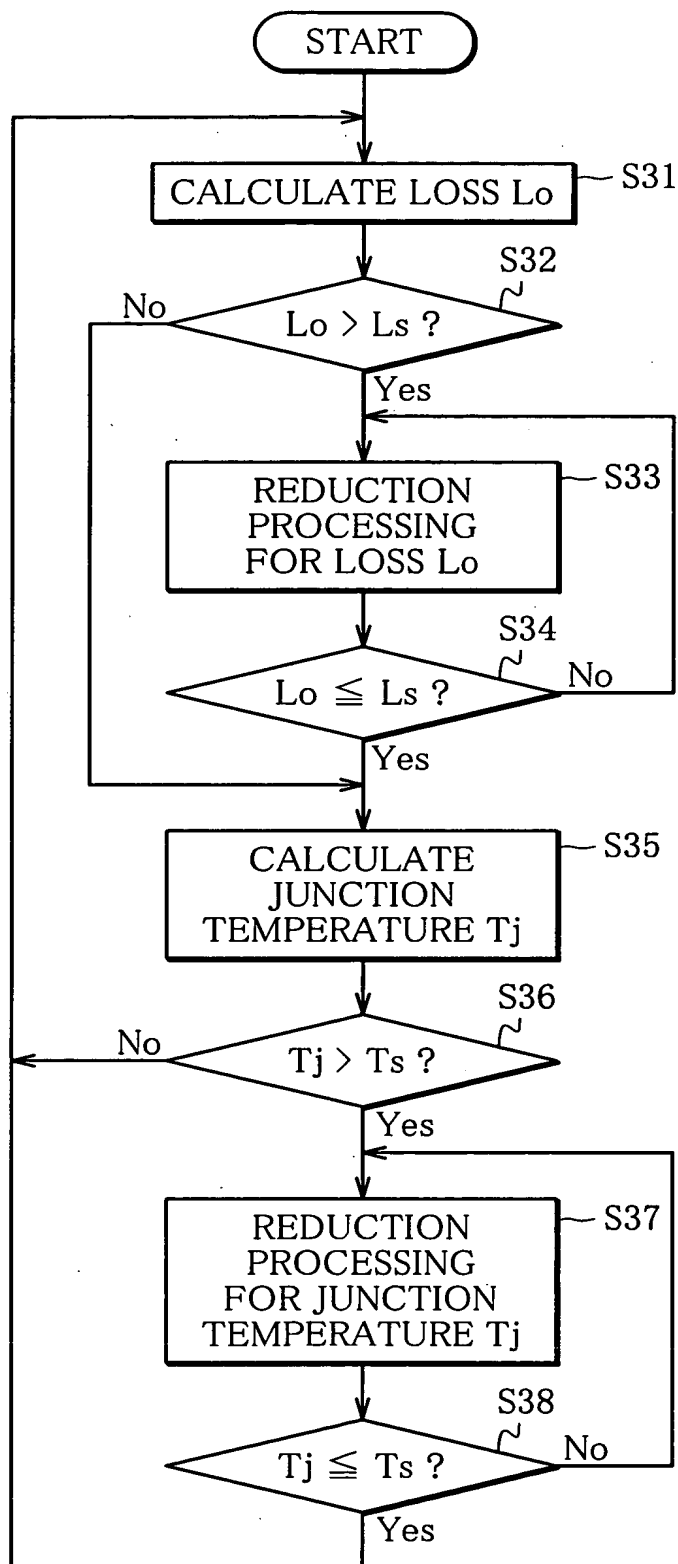 START
CALCULATE LOSS Lo
S31
S32
No
Lo > Ls ?
Yes
REDUCTION
PROCESSING
FOR LOSS Lo
S33
S34
Lo ≦ Ls ?
No
Yes
CALCULATE
JUNCTION
TEMPERATURE Tj
S35
S36
No
Tj > Ts ?
Yes
REDUCTION
PROCESSING
FOR JUNCTION
TEMPERATURE Tj
S37
S38
Tj ≦ Ts ?
No
Yes